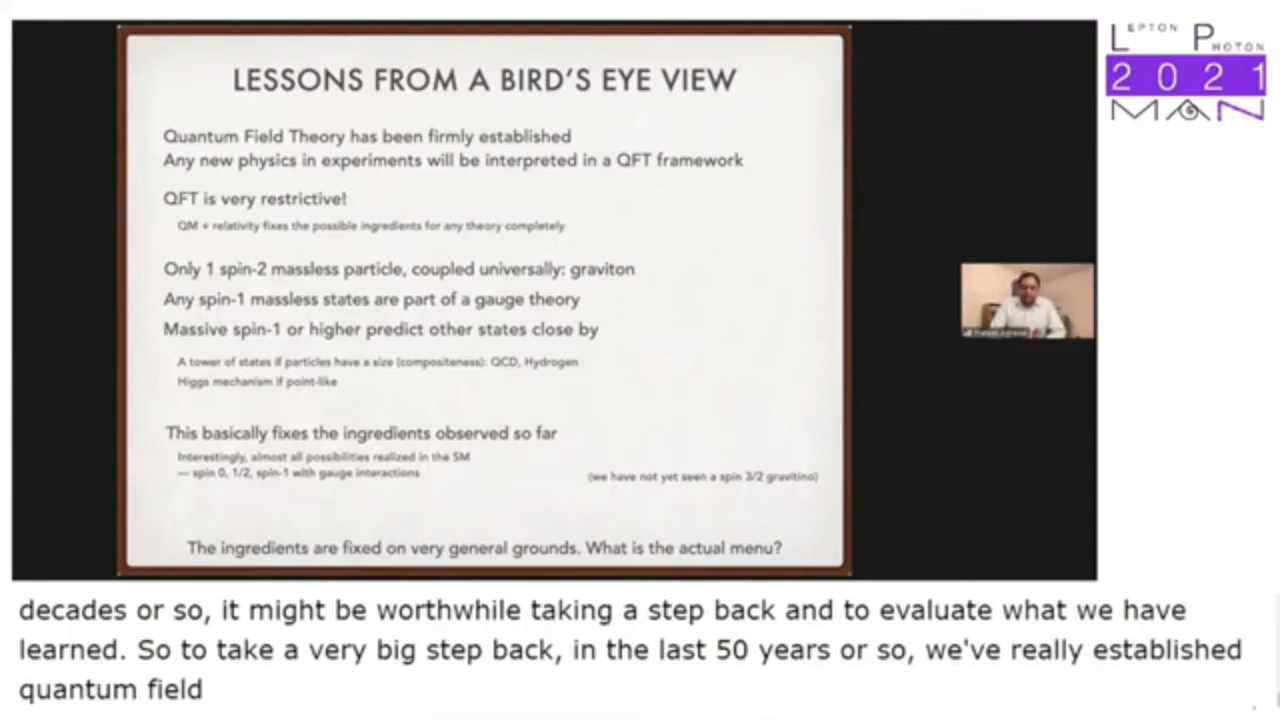 LESSONS FROM A BIRD'S EYE VIEW
Quantum Field Theory has been firmly established
Any new physics in experiments will be interpreted in a QFT framework
QFT is very restrictive!
QM + relativity fixes the possible ingredients for any theory completely
Only 1 spin-2 massless particle, coupled universally: graviton
Any spin-1 massless states are part of a gauge theory
Massive spin-1 or higher predict other states close by
A tower of states if particles have a size (compositeness): QCD, Hydrogen
Higgs mechanism if point-like
This basically fixes the ingredients observed so far
Interestingly, almost all possibilities realized in the SM
— spin 0, 1/2, spin-1 with gauge interactions
(we have not yet seen a spin 3/2 gravitino)
The ingredients are fixed on very general grounds. What is the actual menu?
LEPTON PHOTON
2021
MAN
decades or so, it might be worthwhile taking a step back and to evaluate what we have
learned. So to take a very big step back, in the last 50 years or so, we've really established
quantum field